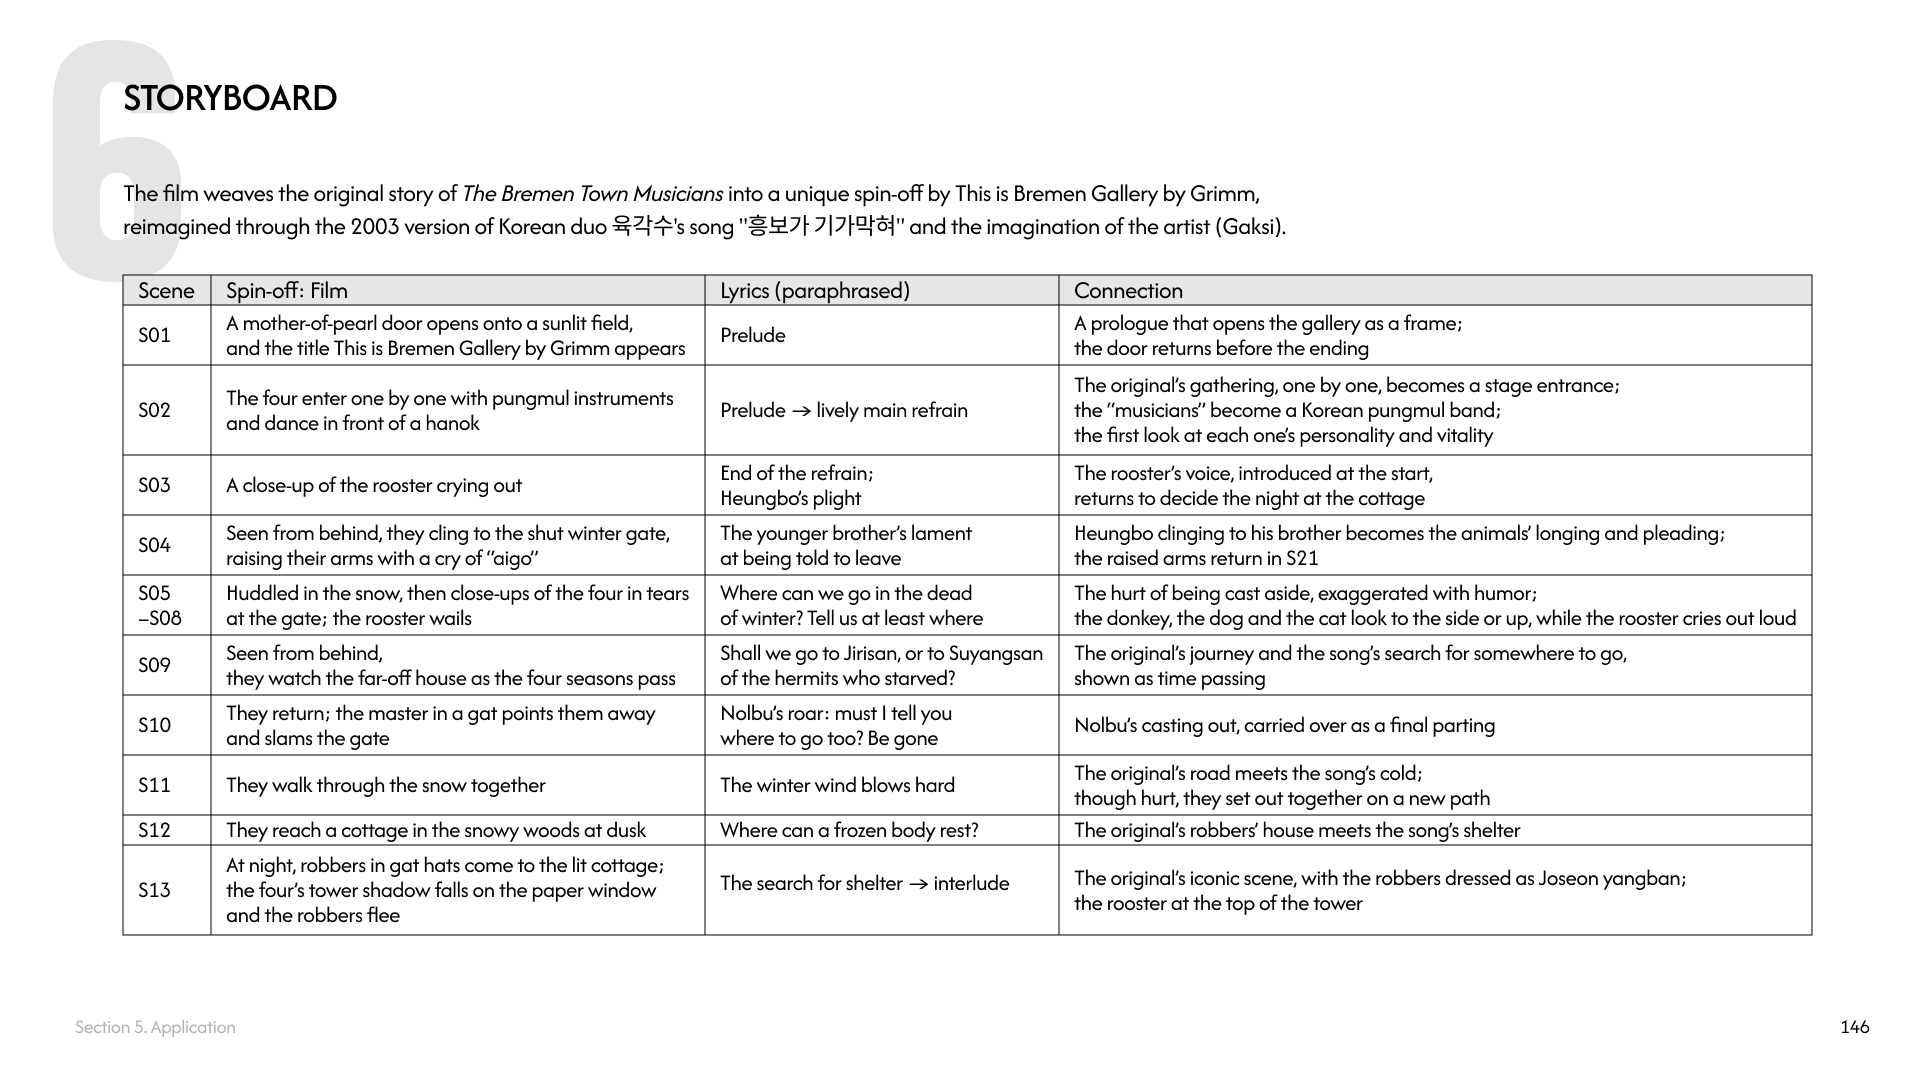 6
STORYBOARD
The film weaves the original story of The Bremen Town Musicians into a unique spin-off by This is Bremen Gallery by Grimm,
reimagined through the 2003 version of Korean duo 육각수's song "흥보가 기가막혀" and the imagination of the artist (Gaksi).
Scene
Spin-off: Film
Lyrics (paraphrased)
Connection
S01
A mother-of-pearl door opens onto a sunlit field,
and the title This is Bremen Gallery by Grimm appears
Prelude
A prologue that opens the gallery as a frame;
the door returns before the ending
S02
The four enter one by one with pungmul instruments
and dance in front of a hanok
Prelude → lively main refrain
The original’s gathering, one by one, becomes a stage entrance;
the “musicians” become a Korean pungmul band;
the first look at each one’s personality and vitality
S03
A close-up of the rooster crying out
End of the refrain;
Heungbo’s plight
The rooster’s voice, introduced at the start,
returns to decide the night at the cottage
S04
Seen from behind, they cling to the shut winter gate,
raising their arms with a cry of “aigo”
The younger brother’s lament
at being told to leave
Heungbo clinging to his brother becomes the animals’ longing and pleading;
the raised arms return in S21
S05
–S08
Huddled in the snow, then close-ups of the four in tears
at the gate; the rooster wails
Where can we go in the dead
of winter? Tell us at least where
The hurt of being cast aside, exaggerated with humor;
the donkey, the dog and the cat look to the side or up, while the rooster cries out loud
S09
Seen from behind,
they watch the far-off house as the four seasons pass
Shall we go to Jirisan, or to Suyangsan
of the hermits who starved?
The original’s journey and the song’s search for somewhere to go,
shown as time passing
S10
They return; the master in a gat points them away
and slams the gate
Nolbu’s roar: must I tell you
where to go too? Be gone
Nolbu’s casting out, carried over as a final parting
S11
They walk through the snow together
The winter wind blows hard
The original’s road meets the song’s cold;
though hurt, they set out together on a new path
S12
They reach a cottage in the snowy woods at dusk
Where can a frozen body rest?
The original’s robbers’ house meets the song’s shelter
S13
At night, robbers in gat hats come to the lit cottage;
the four’s tower shadow falls on the paper window
and the robbers flee
The search for shelter → interlude
The original’s iconic scene, with the robbers dressed as Joseon yangban;
the rooster at the top of the tower
Section 5. Application
146